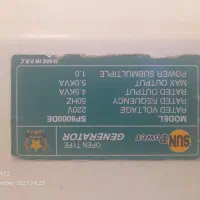 SUN Power
OPEN TYPE
GENERATOR
MODEL SP8000DE
RATED VOLTAGE 220V
RATED FREQUENCY 50HZ
RATED OUTPUT 4.5KVA
MAX OUTPUT 5.0KVA
POWER SUBMULTIPLE 1.0
MADE IN P.R.C